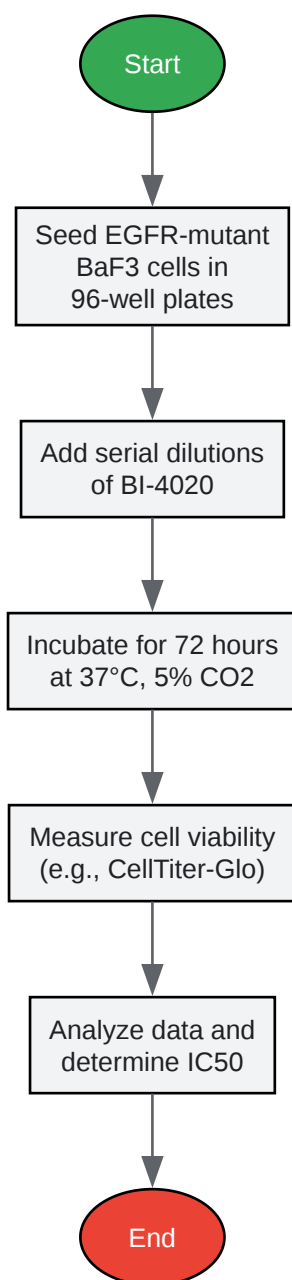 Start
Seed EGFR-mutant
BaF3 cells in
96-well plates
Add serial dilutions
of BI-4020
Incubate for 72 hours
at 37°C, 5% CO2
Measure cell viability
(e.g., CellTiter-Glo)
Analyze data and
determine IC50
End